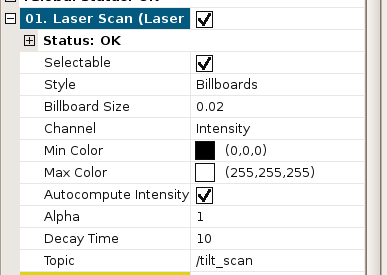 01. Laser Scan (Laser
Status: OK
Selectable
Style Billboards
Billboard Size 0.02
Channel Intensity
Min Color (0,0,0)
Max Color (255,255,255)
Autocompute Intensity
Alpha 1
Decay Time 10
Topic /tilt_scan